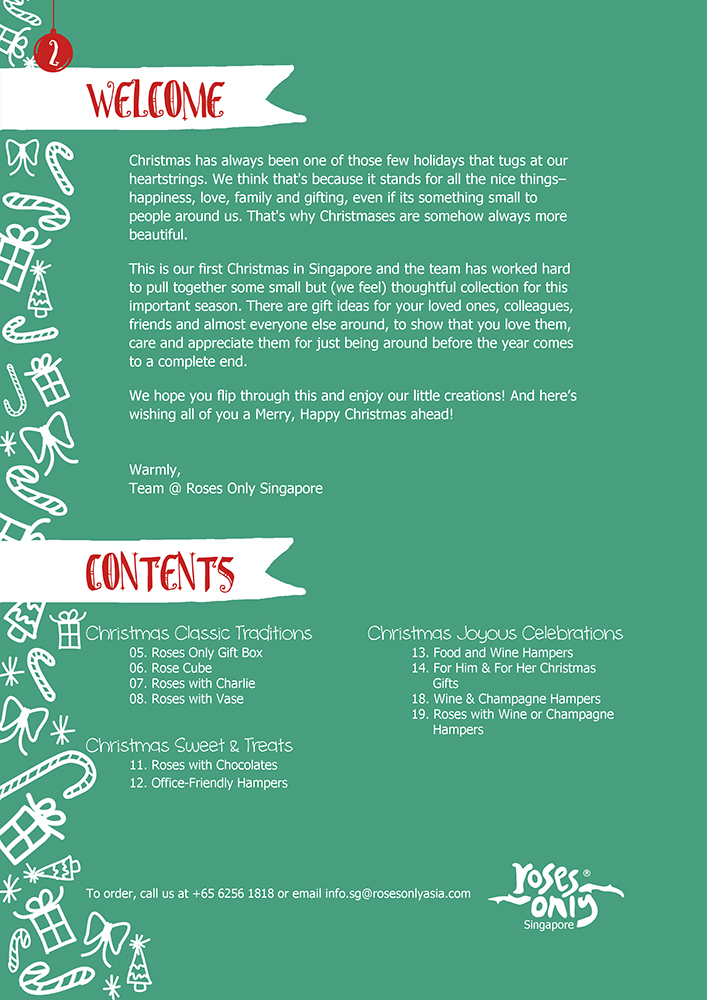 2
WELCOME
Christmas has always been one of those few holidays that tugs at our
heartstrings. We think that's because it stands for all the nice things–
happiness, love, family and gifting, even if its something small to
people around us. That's why Christmases are somehow always more
beautiful.
This is our first Christmas in Singapore and the team has worked hard
to pull together some small but (we feel) thoughtful collection for this
important season. There are gift ideas for your loved ones, colleagues,
friends and almost everyone else around, to show that you love them,
care and appreciate them for just being around before the year comes
to a complete end.
We hope you flip through this and enjoy our little creations! And here’s
wishing all of you a Merry, Happy Christmas ahead!
Warmly,
Team @ Roses Only Singapore
CONTENTS
Christmas Classic Traditions
05. Roses Only Gift Box
06. Rose Cube
07. Roses with Charlie
08. Roses with Vase
Christmas Sweet & Treats
11. Roses with Chocolates
12. Office-Friendly Hampers
Christmas Joyous Celebrations
13. Food and Wine Hampers
14. For Him & For Her Christmas
Gifts
18. Wine & Champagne Hampers
19. Roses with Wine or Champagne
Hampers
To order, call us at +65 6256 1818 or email info.sg@rosesonlyasia.com
roses ®
only
Singapore